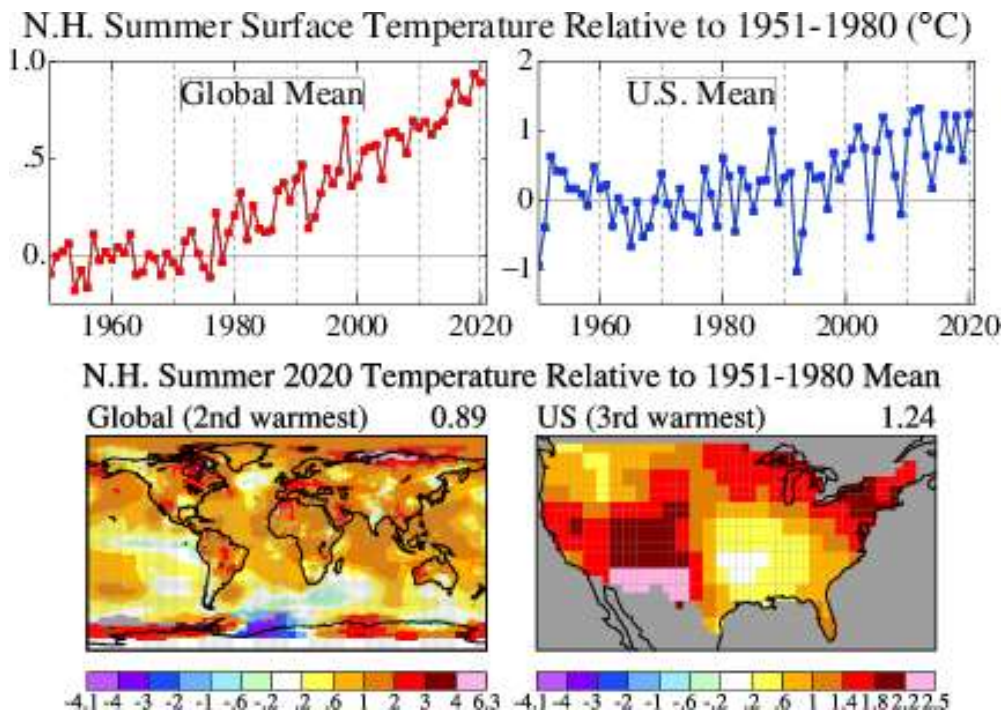 N.H. Summer Surface Temperature Relative to 1951-1980 (°C)
1.0
.5
0.
Global Mean
1960 1980 2000 2020
2
1
0
-1
U.S. Mean
1960 1980 2000 2020
N.H. Summer 2020 Temperature Relative to 1951-1980 Mean
Global (2nd warmest) 0.89
US (3rd warmest) 1.24
-4.1 -4 -3 -2 -1 -.6 -.2 .2 .6 1 2 3 4 6.3
-4.1 -4 -3 -2 -1 -.6 -.2 .2 .6 1 1.4 1.8 2.2 2.5